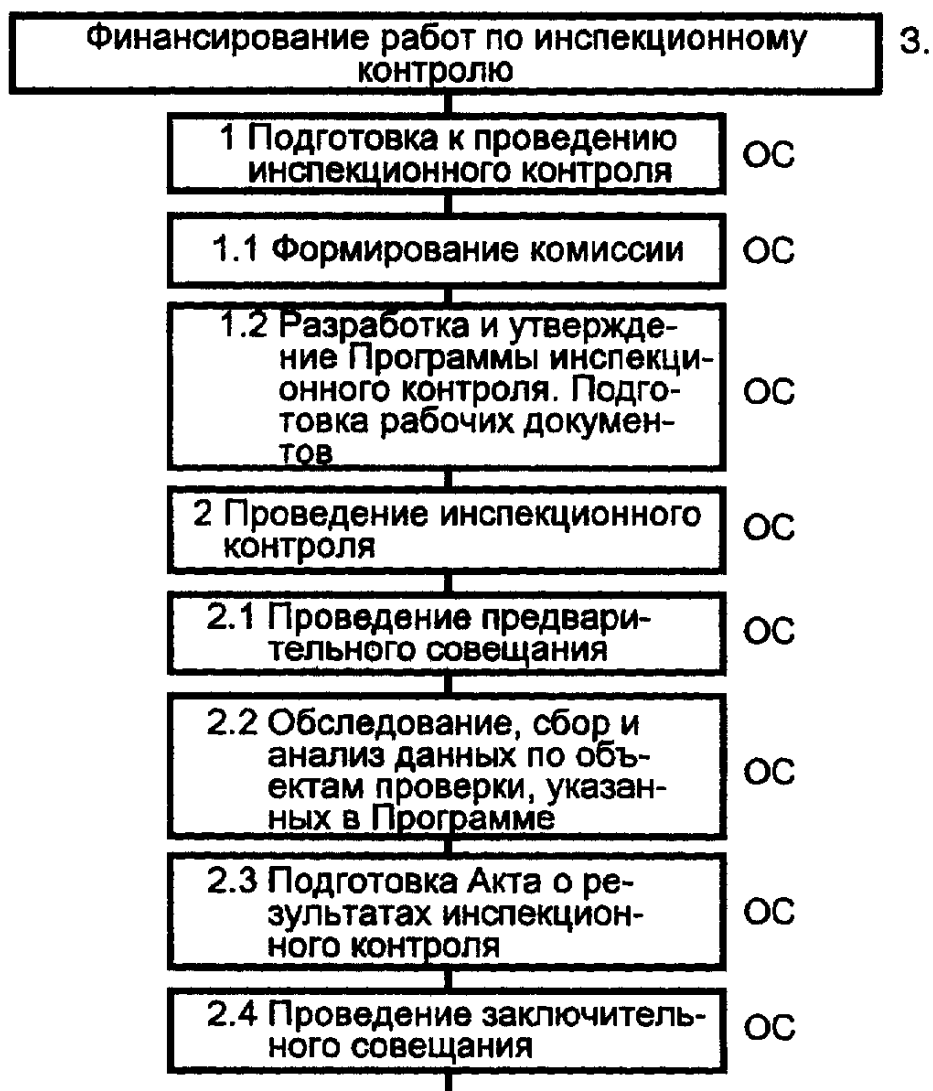 Финансирование работ по инспекционному
контролю
З.
1 Подготовка к проведению
инспекционного контроля
ОС
1.1 Формирование комиссии
ОС
1.2 Разработка и утвержде-
ние Программы инспекци-
онного контроля. Подго-
товка рабочих докумен-
тов
ОС
2 Проведение инспекционного
контроля
ОС
2.1 Проведение предвари-
тельного совещания
ОС
2.2 Обследование, сбор и
анализ данных по объ-
ектам проверки, указан-
ных в Программе
ОС
2.3 Подготовка Акта о ре-
зультатах инспекцион-
ного контроля
ОС
2.4 Проведение заключитель-
ного совещания
ОС